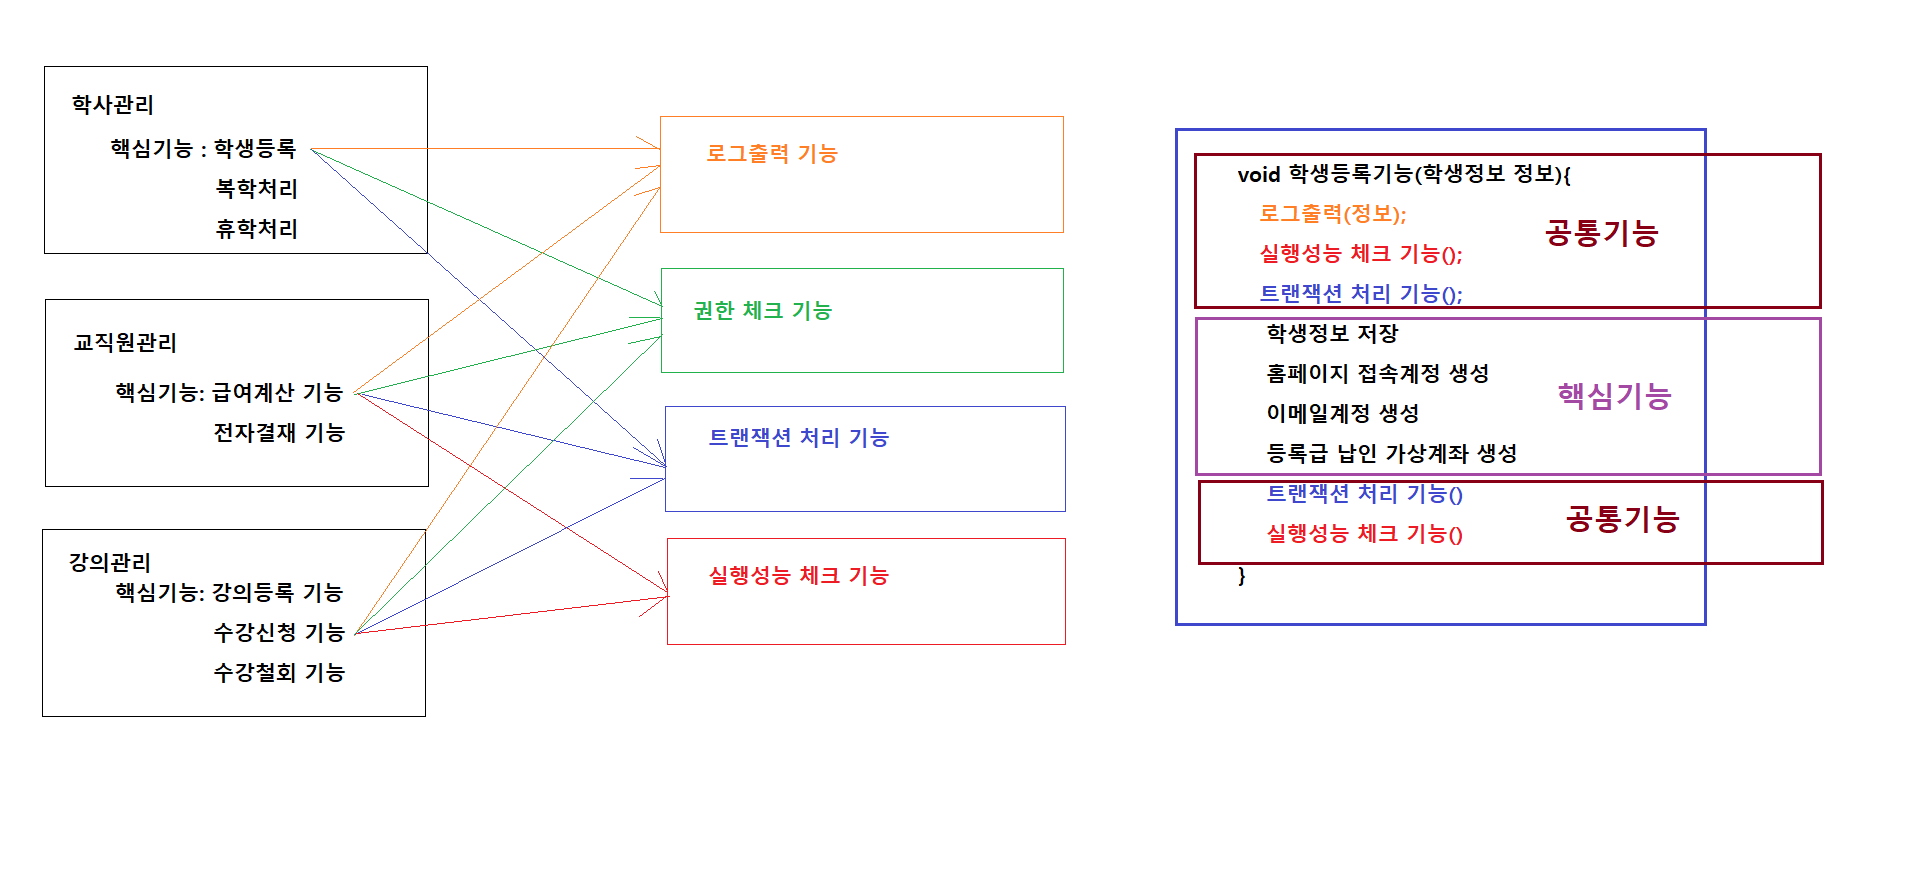 학사관리
핵심기능 : 학생등록
복학처리
휴학처리
교직원관리
핵심기능: 급여계산 기능
전자결재 기능
강의관리
핵심기능: 강의등록 기능
수강신청 기능
수강철회 기능
로그출력 기능
권한 체크 기능
트랜잭션 처리 기능
실행성능 체크 기능
void 학생등록기능(학생정보 정보){
로그출력(정보);
실행성능 체크 기능();
트랜잭션 처리 기능();
공통기능
학생정보 저장
홈페이지 접속계정 생성
이메일계정 생성
등록급 납인 가상계좌 생성
핵심기능
트랜잭션 처리 기능()
실행성능 체크 기능()
공통기능
}